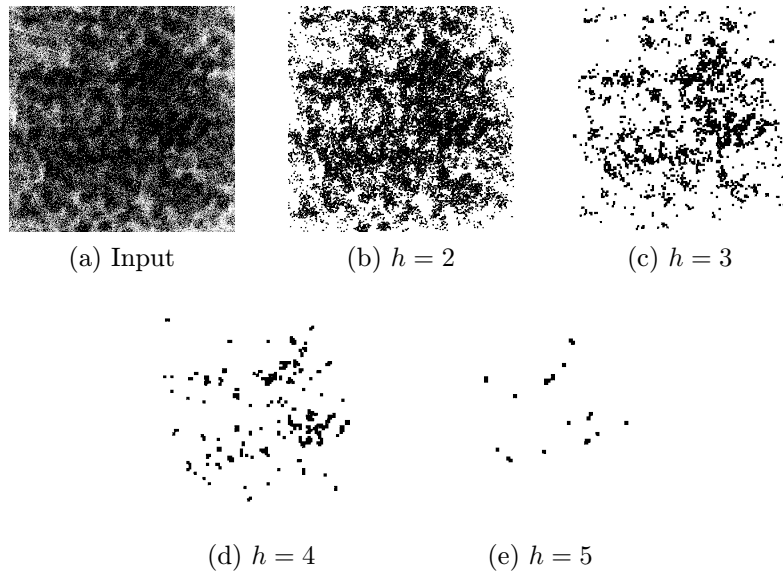 (a) Input
(b) h = 2
(c) h = 3
(d) h = 4
(e) h = 5